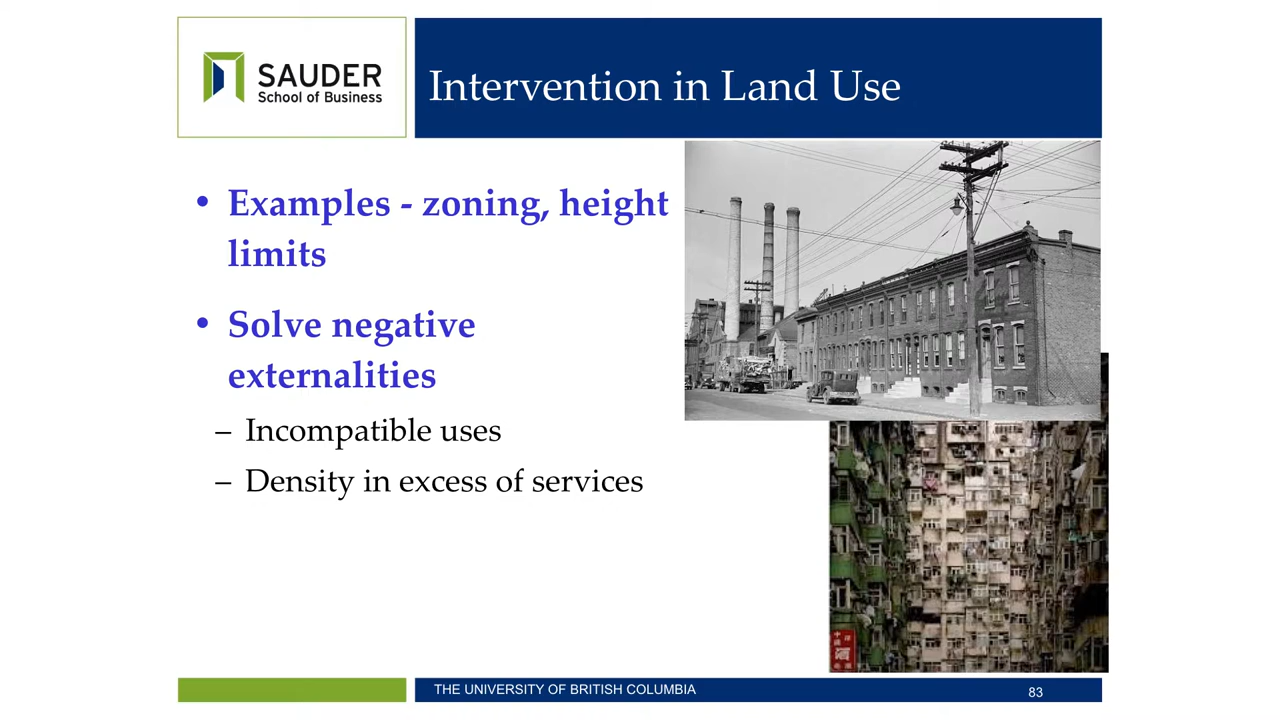 SAUDER
School of Business
Intervention in Land Use
• Examples - zoning, height
limits
• Solve negative
externalities
– Incompatible uses
– Density in excess of services
THE UNIVERSITY OF BRITISH COLUMBIA
83